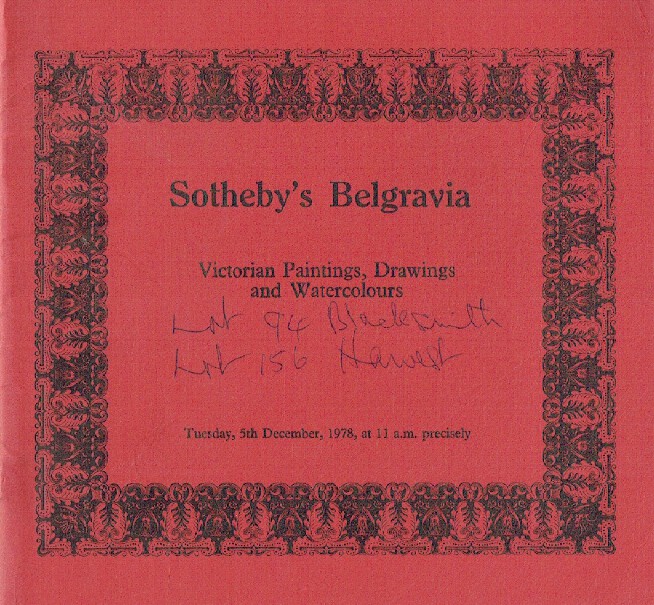 Sotheby's Belgravia
Victorian Paintings, Drawings
and Watercolours
Lot 94 Blacksmith
Lot 156 Harvest
Tuesday, 5th December, 1978, at 11 a.m. precisely